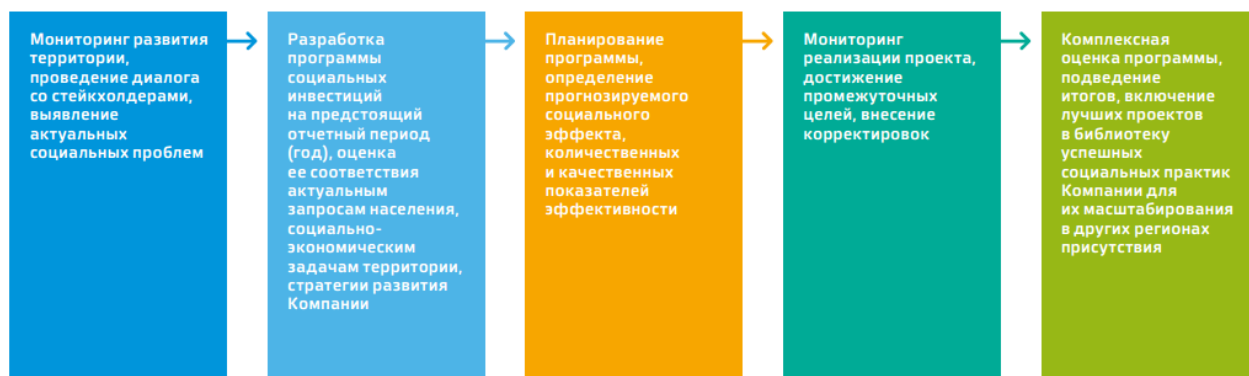 Мониторинг развития
территории,
проведение диалога
со стейкхолдерами,
выявление
актуальных
социальных проблем
Разработка
программы
социальных
инвестиций
на предстоящий
отчетный период
(год), оценка
ее соответствия
актуальным
запросам населения,
социально-
экономическим
задачам территории,
стратегии развития
Компании
Планирование
программы,
определение
прогнозируемого
социального
эффекта,
количественных
и качественных
показателей
эффективности
Мониторинг
реализации проекта,
достижение
промежуточных
целей, внесение
корректировок
Комплексная
оценка программы,
подведение
итогов, включение
лучших проектов
в библиотеку
успешных
социальных практик
Компании для
их масштабирования
в других регионах
присутствия